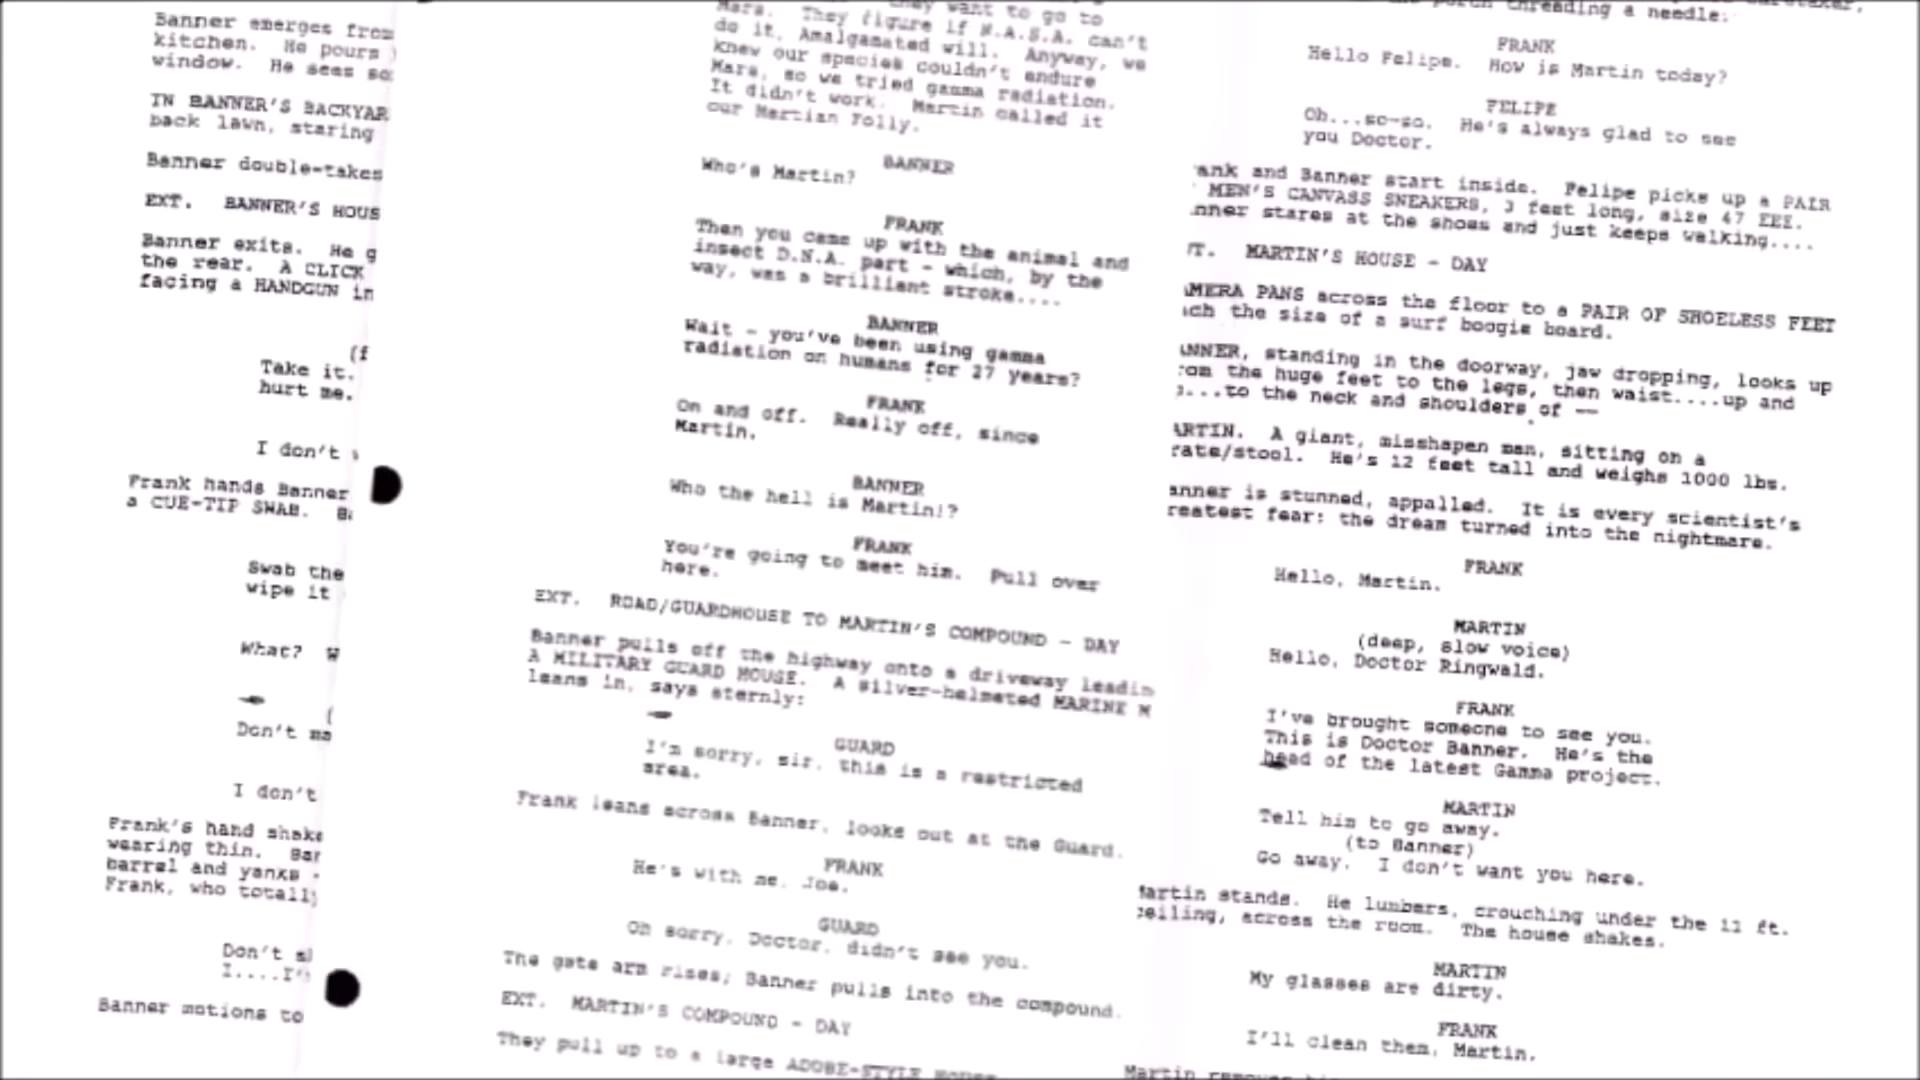 Banner emerges from
kitchen. He pours
window. He sees so
IN BANNER'S BACKYAR
back lawn, staring
Banner double-takes
EXT. BANNER'S HOUS
Banner exits. He g
the rear. A CLICK
facing a HANDGUN in
(f
Take it.
hurt me.
I don't
Frank hands Banner
a CUE-TIP SWAB. Ba
Swab the
wipe it
What? W
(
Don't ma
I don't
Frank's hand shake
wearing thin. Ban
barrel and yanks
Frank, who totally
Don't s
I....I'
Banner motions to
they want to go to
Mars. They figure if N.A.S.A. can't
do it, Amalgamated will. Anyway, we
knew our species couldn't endure
Mars, so we tried gamma radiation.
It didn't work. Martin called it
our Martian Folly.
BANNER
Who's Martin?
FRANK
Then you came up with the animal and
insect D.N.A. part - which, by the
way, was a brilliant stroke....
BANNER
Wait - you've been using gamma
radiation on humans for 27 years?
FRANK
On and off. Really off, since
Martin.
BANNER
Who the hell is Martin!?
FRANK
You're going to meet him. Pull over
here.
EXT. ROAD/GUARDHOUSE TO MARTIN'S COMPOUND - DAY
Banner pulls off the highway onto a driveway leadin
A MILITARY GUARD HOUSE. A silver-helmeted MARINE M
leans in, says sternly:
GUARD
I'm sorry, sir, this is a restricted
area.
Frank leans across Banner, looks out at the Guard.
FRANK
He's with me, Joe.
GUARD
Oh sorry, Doctor, didn't see you.
The gate arm rises; Banner pulls into the compound.
EXT. MARTIN'S COMPOUND - DAY
They pull up to a large ADOBE-STYLE HOUSE
porch threading a needle.
FRANK
Hello Felipe. How is Martin today?
FELIPE
Oh...so-so. He's always glad to see
you Doctor.
ank and Banner start inside. Felipe picks up a PAIR
MEN'S CANVASS SNEAKERS, 3 feet long, size 47 EEE.
nner stares at the shoes and just keeps walking....
T. MARTIN'S HOUSE - DAY
MERA PANS across the floor to a PAIR OF SHOELESS FEET
ch the size of a surf boogie board.
NNER, standing in the doorway, jaw dropping, looks up
rom the huge feet to the legs, then waist....up and
...to the neck and shoulders of --
ARTIN. A giant, misshapen man, sitting on a
rate/stool. He's 12 feet tall and weighs 1000 lbs.
anner is stunned, appalled. It is every scientist's
reatest fear: the dream turned into the nightmare.
FRANK
Hello, Martin.
MARTIN
(deep, slow voice)
Hello, Doctor Ringwald.
FRANK
I've brought someone to see you.
This is Doctor Banner. He's the
head of the latest Gamma project.
MARTIN
Tell him to go away.
(to Banner)
Go away. I don't want you here.
Martin stands. He lumbers, crouching under the 11 ft.
ceiling, across the room. The house shakes.
MARTIN
My glasses are dirty.
FRANK
I'll clean them, Martin.
Martin removes